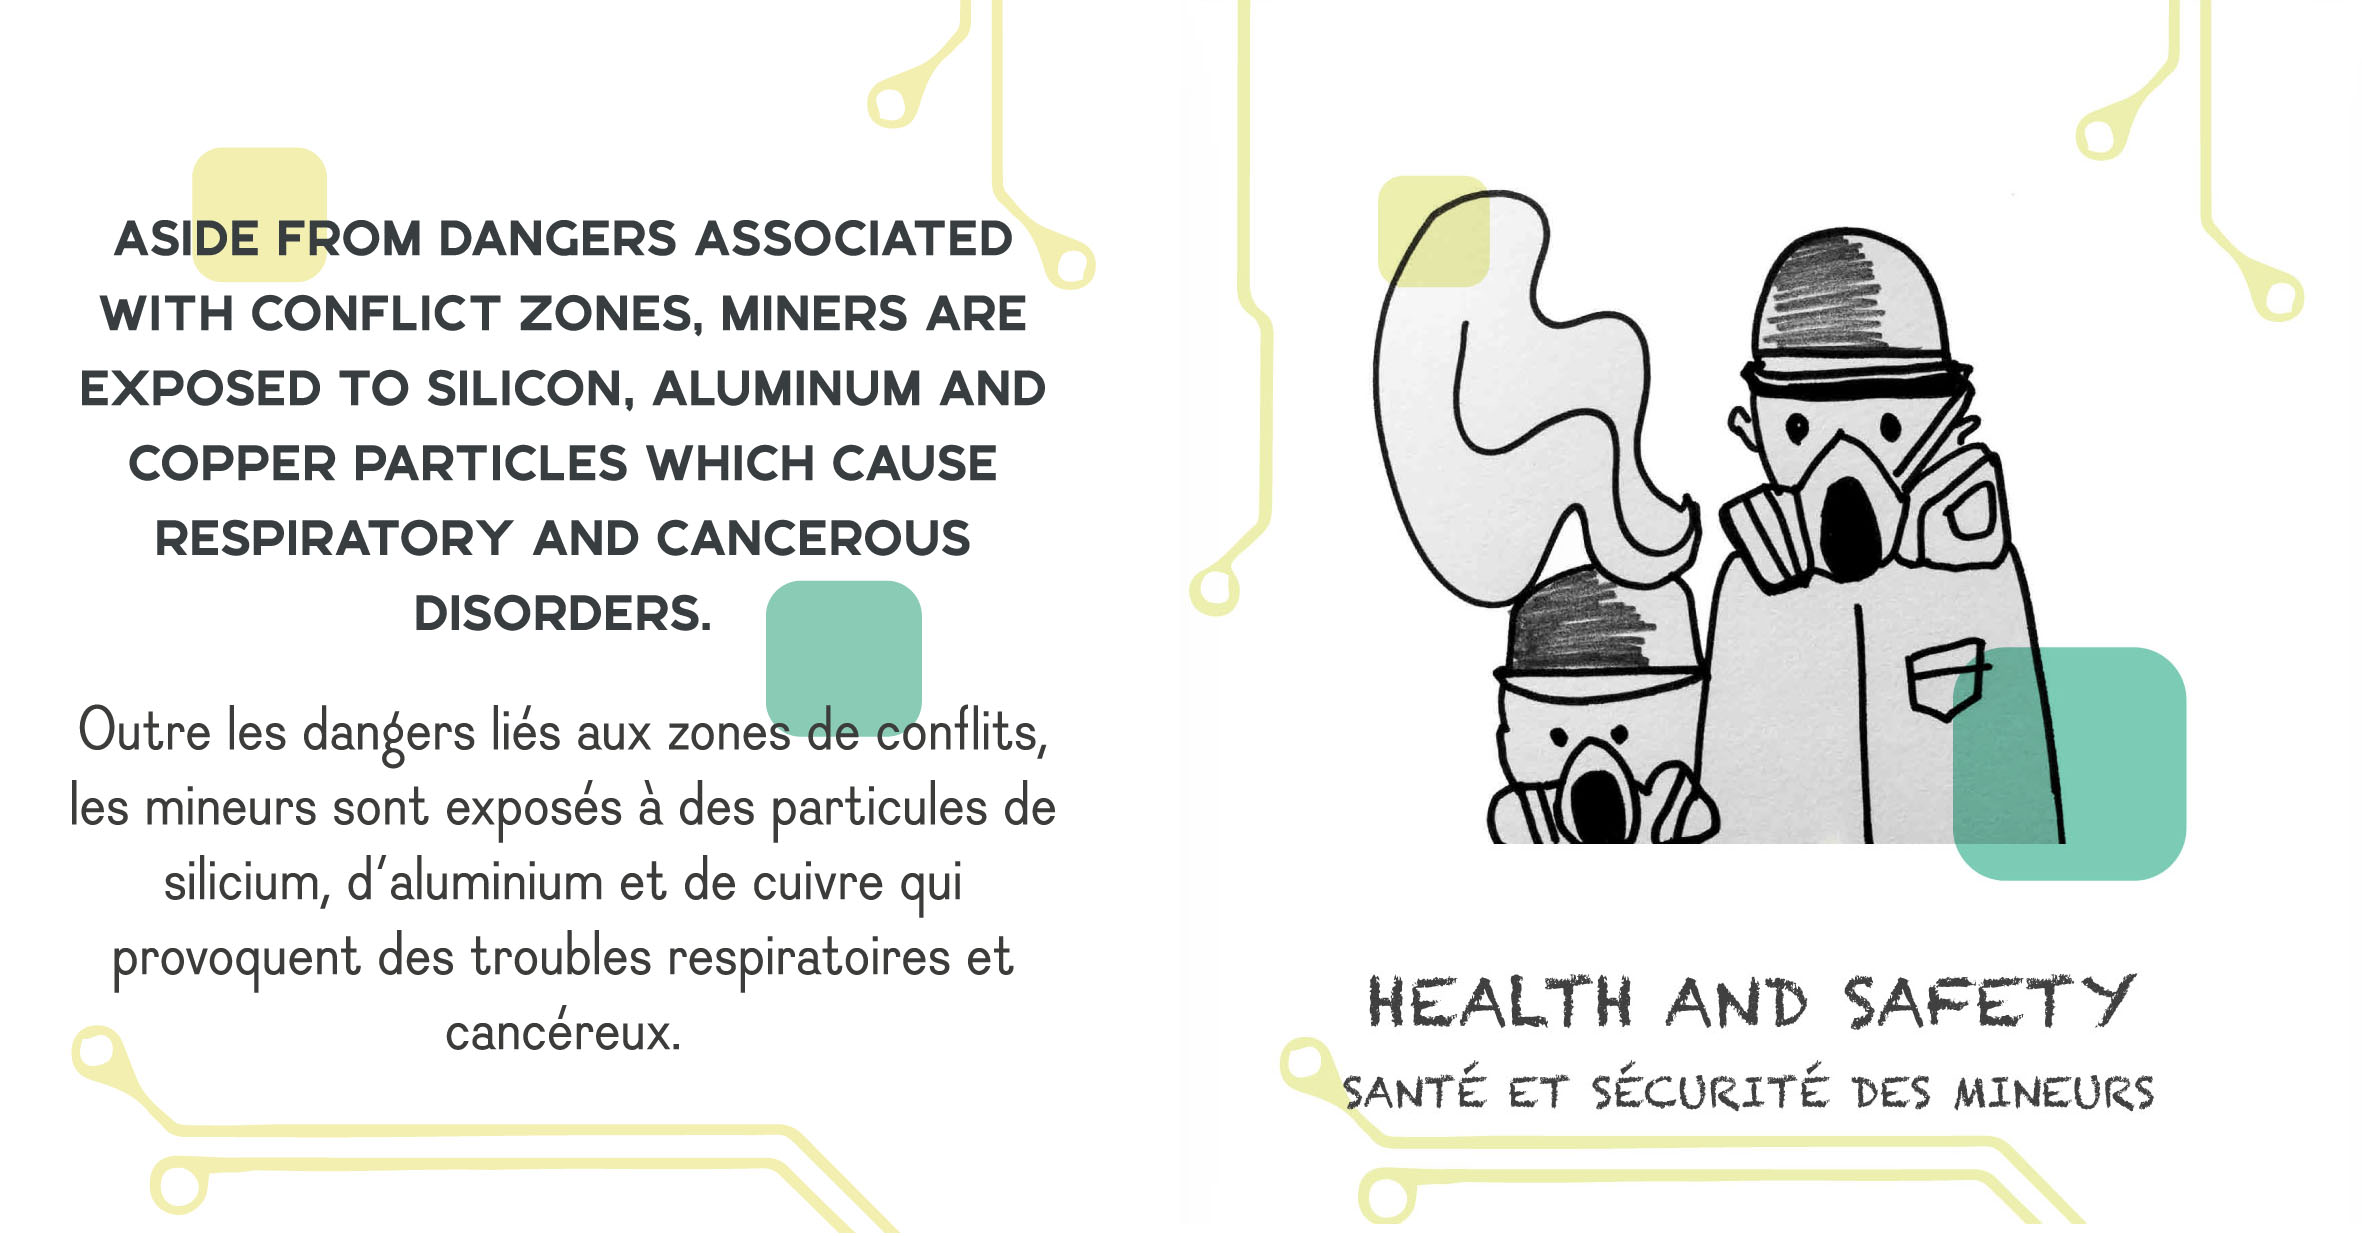 ASIDE FROM DANGERS ASSOCIATED
WITH CONFLICT ZONES, MINERS ARE
EXPOSED TO SILICON, ALUMINUM AND
COPPER PARTICLES WHICH CAUSE
RESPIRATORY AND CANCEROUS
DISORDERS.
Outre les dangers liés aux zones de conflits,
les mineurs sont exposés à des particules de
silicium, d'aluminium et de cuivre qui
provoquent des troubles respiratoires et
cancéreux.
HEALTH AND SAFETY
SANTÉ ET SÉCURITÉ DES MINEURS